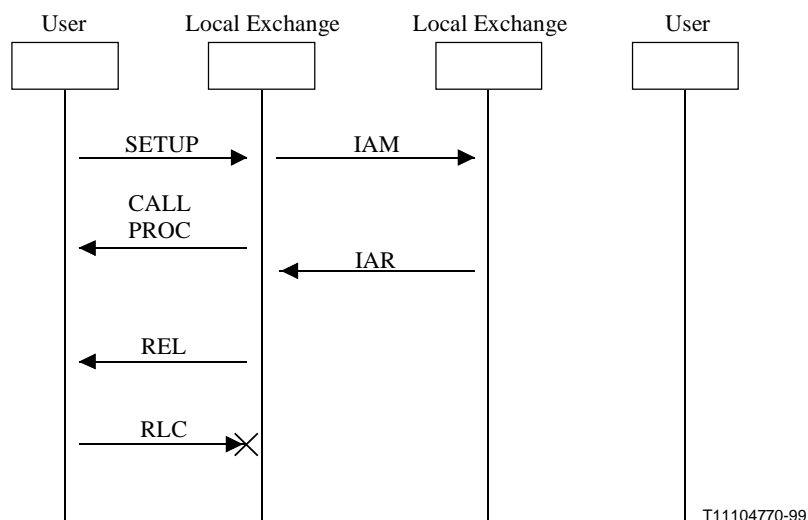 User
Local Exchange
Local Exchange
User
SETUP
IAM
CALL
PROC
IAR
REL
RLC
T11104770-99